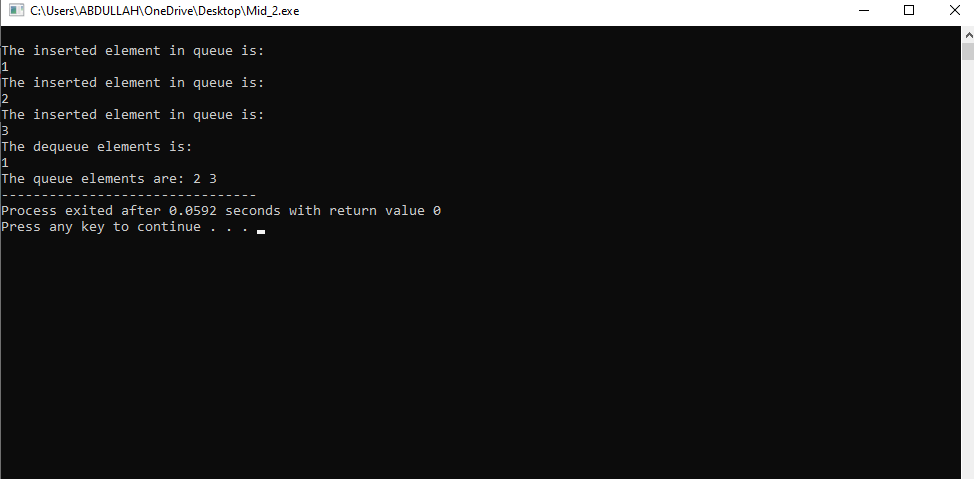 C:\Users\ABDULLAH\OneDrive\Desktop\Mid_2.exe
The inserted element in queue is:
1
The inserted element in queue is:
2
The inserted element in queue is:
3
The dequeue elements is:
1
The queue elements are: 2 3
--------------------------------
Process exited after 0.0592 seconds with return value 0
Press any key to continue . . .